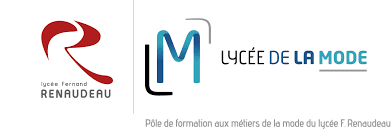 lycée Fernand
RENAUDEAU
LYCÉE DE LA MODE
Pôle de formation aux métiers de la mode du lycée F. Renaudeau